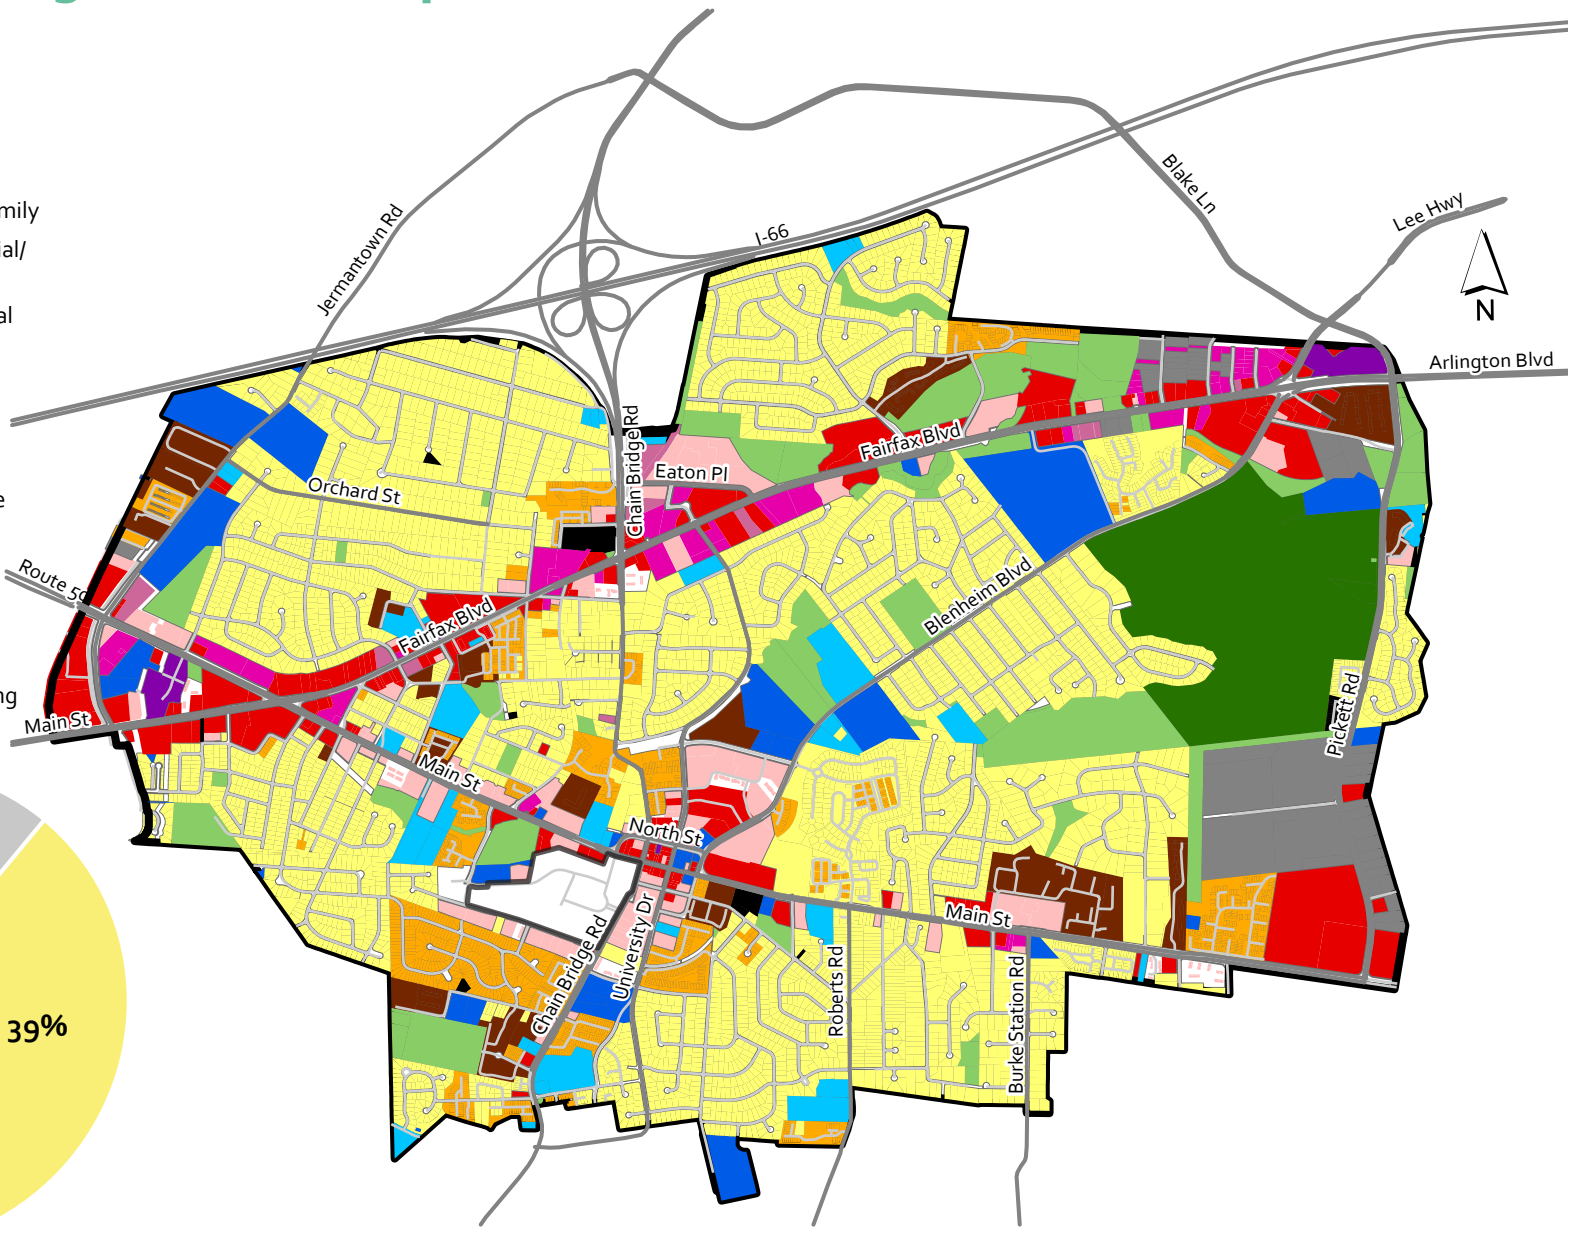 Blake Ln
Lee Hwy
mily
Jermantown Rd
I-66
ial/
N
al
Arlington Blvd
Chain Bridge Rd
Fairfax Blvd
Eaton Pl
Orchard St
e
Route 50
Blenheim Blvd
Fairfax Blvd
ng
Main St
Pickett Rd
Main St
North St
Main St
University Dr
Chain Bridge Rd
Roberts Rd
Burke Station Rd
39%